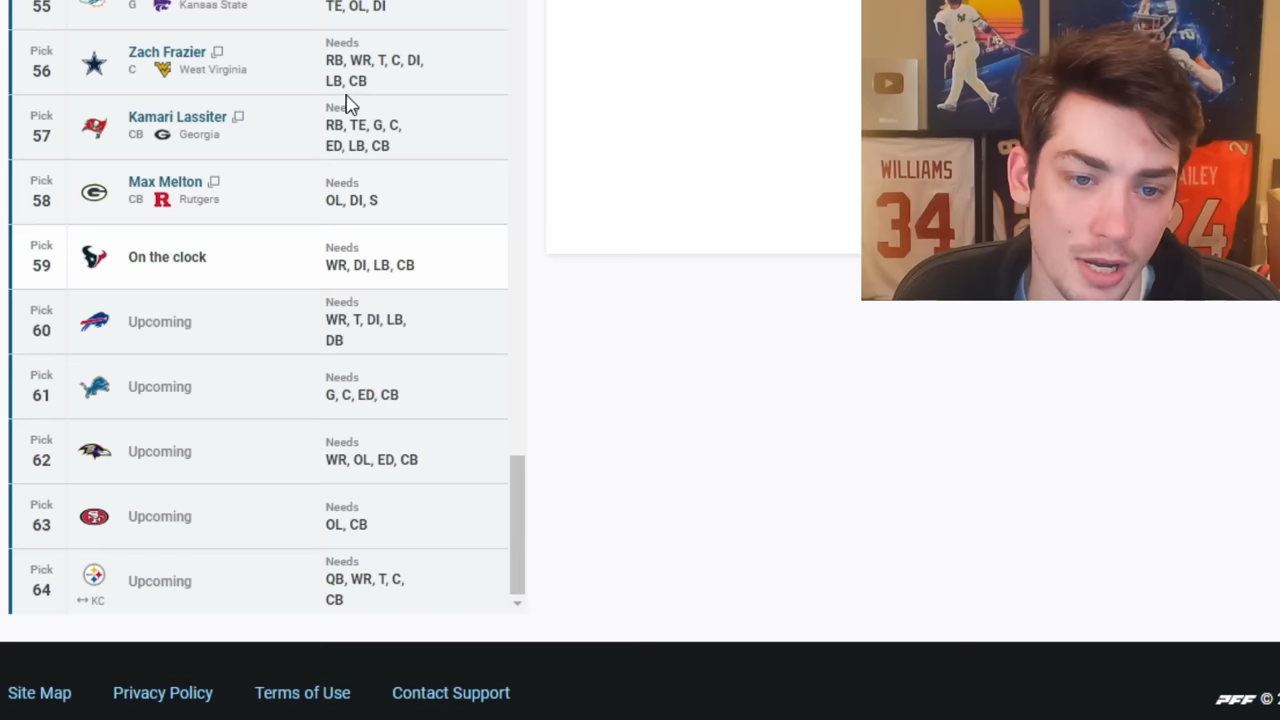 55
G Kansas State
TE, OL, DI
Pick
56
Zach Frazier
C West Virginia
Needs
RB, WR, T, C, DI,
LB, CB
Pick
57
Kamari Lassiter
CB G Georgia
Needs
RB, TE, G, C,
ED, LB, CB
Pick
58
G
Max Melton
CB R Rutgers
Needs
OL, DI, S
Pick
59
On the clock
Needs
WR, DI, LB, CB
Pick
60
Upcoming
Needs
WR, T, DI, LB,
DB
Pick
61
Upcoming
Needs
G, C, ED, CB
Pick
62
Upcoming
Needs
WR, OL, ED, CB
Pick
63
SF
Upcoming
Needs
OL, CB
Pick
64
↔ KC
Upcoming
Needs
QB, WR, T, C,
CB
WILLIAMS
34
AILEY
24
2
Site Map
Privacy Policy
Terms of Use
Contact Support
PFF ©